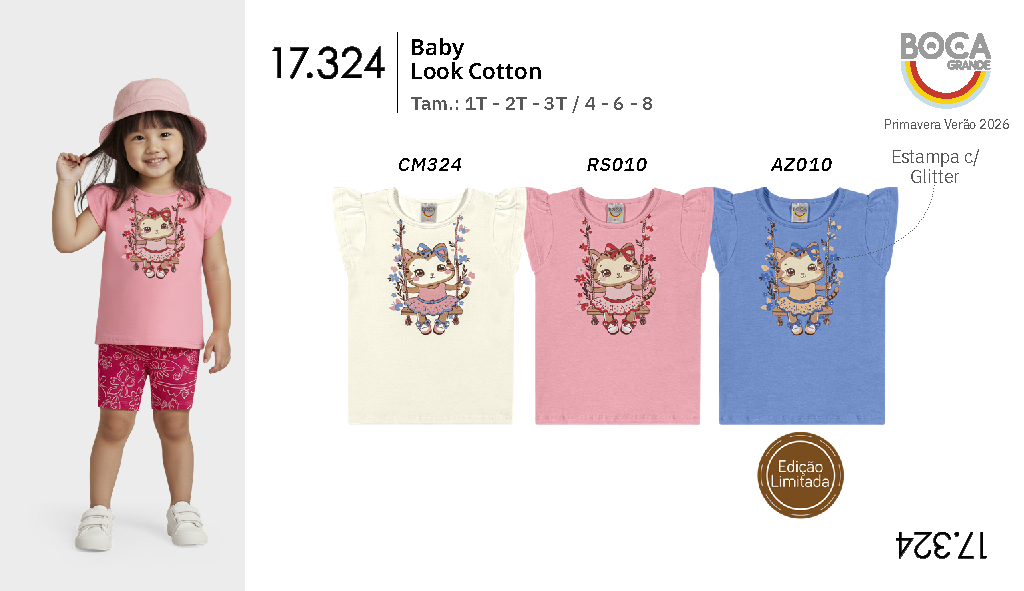 17.324
Baby
Look Cotton
Tam.: 1T - 2T - 3T / 4 - 6 - 8
BOCA
GRANDE
Primavera Verão 2026
Estampa c/
Glitter
CM324
RS010
AZ010
Edição
Limitada
17.324